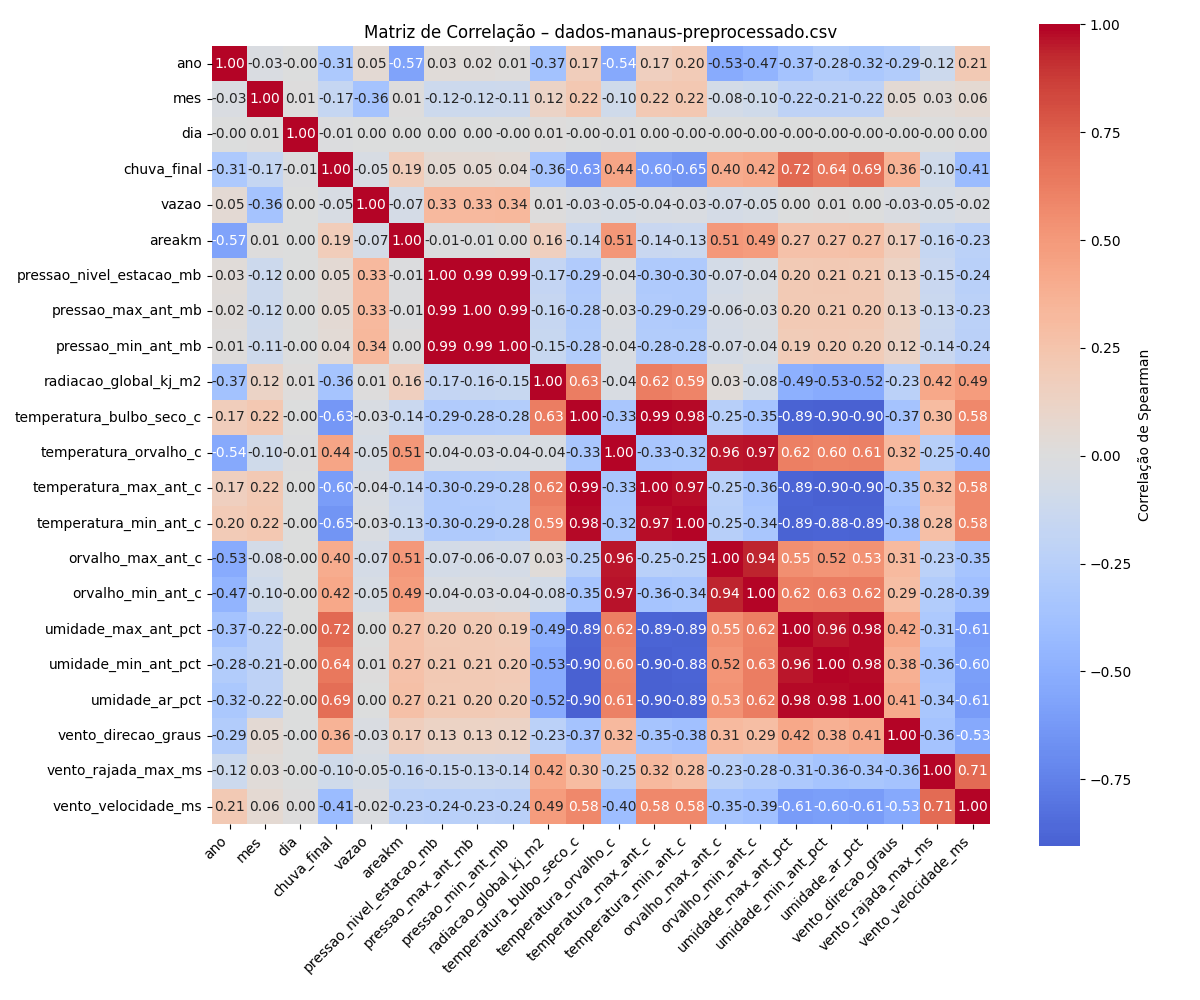 Matriz de Correlação – dados-manaus-preprocessado.csv
ano 1.00 -0.03 -0.00 -0.31 0.05 -0.57 0.03 0.02 0.01 -0.37 0.17 -0.54 0.17 0.20 -0.53 -0.47 -0.37 -0.28 -0.32 -0.29 -0.12 0.21
mes -0.03 1.00 0.01 -0.17 -0.36 0.01 -0.12 -0.12 -0.11 0.12 0.22 -0.10 0.22 0.22 -0.08 -0.10 -0.22 -0.21 -0.22 0.05 0.03 0.06
dia -0.00 0.01 1.00 -0.01 0.00 0.00 0.00 0.00 -0.00 0.01 -0.00 -0.01 0.00 0.00 -0.00 -0.00 -0.00 -0.00 -0.00 -0.00 -0.00 0.00
chuva_final -0.31 -0.17 -0.01 1.00 -0.05 0.19 0.05 0.05 0.04 -0.36 -0.63 0.44 -0.60 -0.65 0.40 0.42 0.72 0.64 0.69 0.36 -0.10 -0.41
vazao 0.05 -0.36 0.00 -0.05 1.00 -0.07 0.33 0.33 0.34 0.01 -0.03 -0.05 -0.04 -0.03 -0.07 -0.05 0.00 0.01 0.00 -0.03 -0.05 -0.02
areakm -0.57 0.01 0.00 0.19 -0.07 1.00 -0.01 -0.01 0.00 0.16 -0.14 0.51 -0.14 -0.13 0.51 0.49 0.27 0.27 0.27 0.17 -0.16 -0.23
pressao_nivel_estacao_mb 0.03 -0.12 0.00 0.05 0.33 -0.01 1.00 0.99 0.99 -0.17 -0.29 -0.04 -0.30 -0.30 -0.07 -0.04 0.20 0.21 0.21 0.13 -0.15 -0.24
pressao_max_ant_mb 0.02 -0.12 0.00 0.05 0.33 -0.01 0.99 1.00 0.99 -0.16 -0.28 -0.03 -0.29 -0.29 -0.06 -0.03 0.20 0.21 0.20 0.13 -0.13 -0.23
pressao_min_ant_mb 0.01 -0.11 -0.00 0.04 0.34 0.00 0.99 0.99 1.00 -0.15 -0.28 -0.04 -0.28 -0.28 -0.07 -0.04 0.19 0.20 0.20 0.12 -0.14 -0.24
radiacao_global_kj_m2 -0.37 0.12 0.01 -0.36 0.01 0.16 -0.17 -0.16 -0.15 1.00 0.63 -0.04 0.62 0.59 0.03 -0.08 -0.49 -0.53 -0.52 -0.23 0.42 0.49
temperatura_bulbo_seco_c 0.17 0.22 -0.00 -0.63 -0.03 -0.14 -0.29 -0.28 -0.28 0.63 1.00 -0.33 0.99 0.98 -0.25 -0.35 -0.89 -0.90 -0.90 -0.37 0.30 0.58
temperatura_orvalho_c -0.54 -0.10 -0.01 0.44 -0.05 0.51 -0.04 -0.03 -0.04 -0.04 -0.33 1.00 -0.33 -0.32 0.96 0.97 0.62 0.60 0.61 0.32 -0.25 -0.40
temperatura_max_ant_c 0.17 0.22 0.00 -0.60 -0.04 -0.14 -0.30 -0.29 -0.28 0.62 0.99 -0.33 1.00 0.97 -0.25 -0.36 -0.89 -0.90 -0.90 -0.35 0.32 0.58
temperatura_min_ant_c 0.20 0.22 0.00 -0.65 -0.03 -0.13 -0.30 -0.29 -0.28 0.59 0.98 -0.32 0.97 1.00 -0.25 -0.34 -0.89 -0.88 -0.89 -0.38 0.28 0.58
orvalho_max_ant_c -0.53 -0.08 -0.00 0.40 -0.07 0.51 -0.07 -0.06 -0.07 0.03 -0.25 0.96 -0.25 -0.25 1.00 0.94 0.55 0.52 0.53 0.31 -0.23 -0.35
orvalho_min_ant_c -0.47 -0.10 -0.00 0.42 -0.05 0.49 -0.04 -0.03 -0.04 -0.08 -0.35 0.97 -0.36 -0.34 0.94 1.00 0.62 0.63 0.62 0.29 -0.28 -0.39
umidade_max_ant_pct -0.37 -0.22 -0.00 0.72 0.00 0.27 0.20 0.20 0.19 -0.49 -0.89 0.62 -0.89 -0.89 0.55 0.62 1.00 0.96 0.98 0.42 -0.31 -0.61
umidade_min_ant_pct -0.28 -0.21 -0.00 0.64 0.01 0.27 0.21 0.21 0.20 -0.53 -0.90 0.60 -0.90 -0.88 0.52 0.63 0.96 1.00 0.98 0.38 -0.36 -0.60
umidade_ar_pct -0.32 -0.22 -0.00 0.69 0.00 0.27 0.21 0.20 0.20 -0.52 -0.90 0.61 -0.90 -0.89 0.53 0.62 0.98 0.98 1.00 0.41 -0.34 -0.61
vento_direcao_graus -0.29 0.05 -0.00 0.36 -0.03 0.17 0.13 0.13 0.12 -0.23 -0.37 0.32 -0.35 -0.38 0.31 0.29 0.42 0.38 0.41 1.00 -0.36 -0.53
vento_rajada_max_ms -0.12 0.03 -0.00 -0.10 -0.05 -0.16 -0.15 -0.13 -0.14 0.42 0.30 -0.25 0.32 0.28 -0.23 -0.28 -0.31 -0.36 -0.34 -0.36 1.00 0.71
vento_velocidade_ms 0.21 0.06 0.00 -0.41 -0.02 -0.23 -0.24 -0.23 -0.24 0.49 0.58 -0.40 0.58 0.58 -0.35 -0.39 -0.61 -0.60 -0.61 -0.53 0.71 1.00
ano
mes
dia
chuva_final
vazao
areakm
pressao_nivel_estacao_mb
pressao_max_ant_mb
pressao_min_ant_mb
radiacao_global_kj_m2
temperatura_bulbo_seco_c
temperatura_orvalho_c
temperatura_max_ant_c
temperatura_min_ant_c
orvalho_max_ant_c
orvalho_min_ant_c
umidade_max_ant_pct
umidade_min_ant_pct
umidade_ar_pct
vento_direcao_graus
vento_rajada_max_ms
vento_velocidade_ms
1.00
0.75
0.50
0.25
0.00
−0.25
−0.50
−0.75
Correlação de Spearman